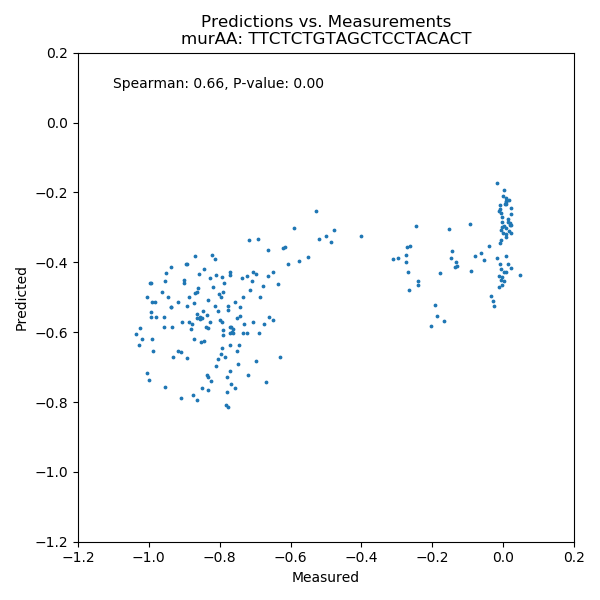 Predictions vs. Measurements
murAA: TTCTCTGTAGCTCCTACACT
Spearman: 0.66, P-value: 0.00
0.2
0.0
−0.2
−0.4
−0.6
−0.8
−1.0
−1.2
Predicted
−1.2 −1.0 −0.8 −0.6 −0.4 −0.2 0.0 0.2
Measured